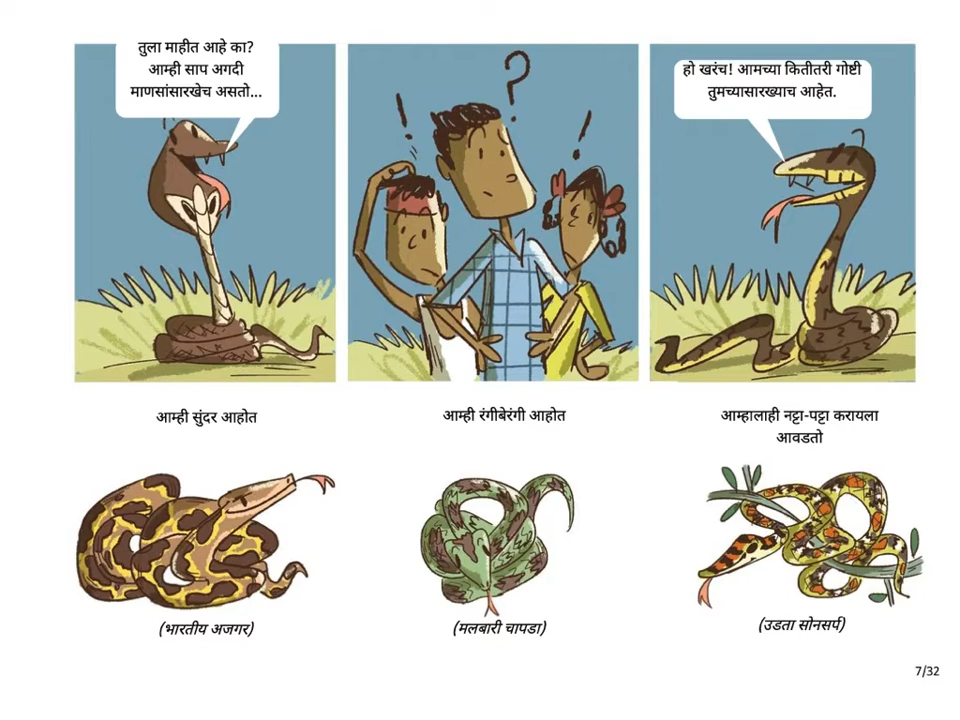 तुला माहीत आहे का?
आम्ही साप अगदी
माणसांसारखेच असतो...
हो खरंच! आमच्या कितीतरी गोष्टी
तुमच्यासारख्याच आहेत.
आम्ही सुंदर आहोत
आम्ही रंगीबेरंगी आहोत
आम्हालाही नट्टा-पट्टा करायला
आवडतो
(भारतीय अजगर)
(मलबारी चापडा)
(उडता सोनसर्प)
7/32